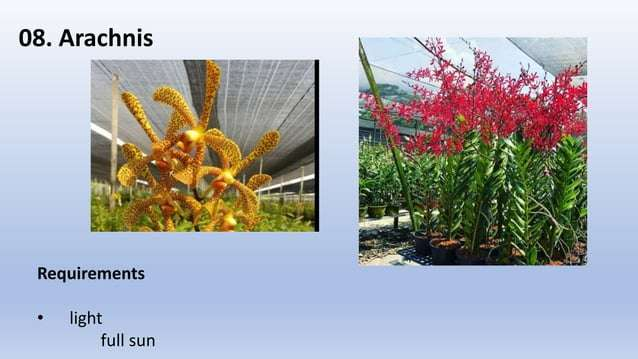 08. Arachnis
Requirements
• light
full sun